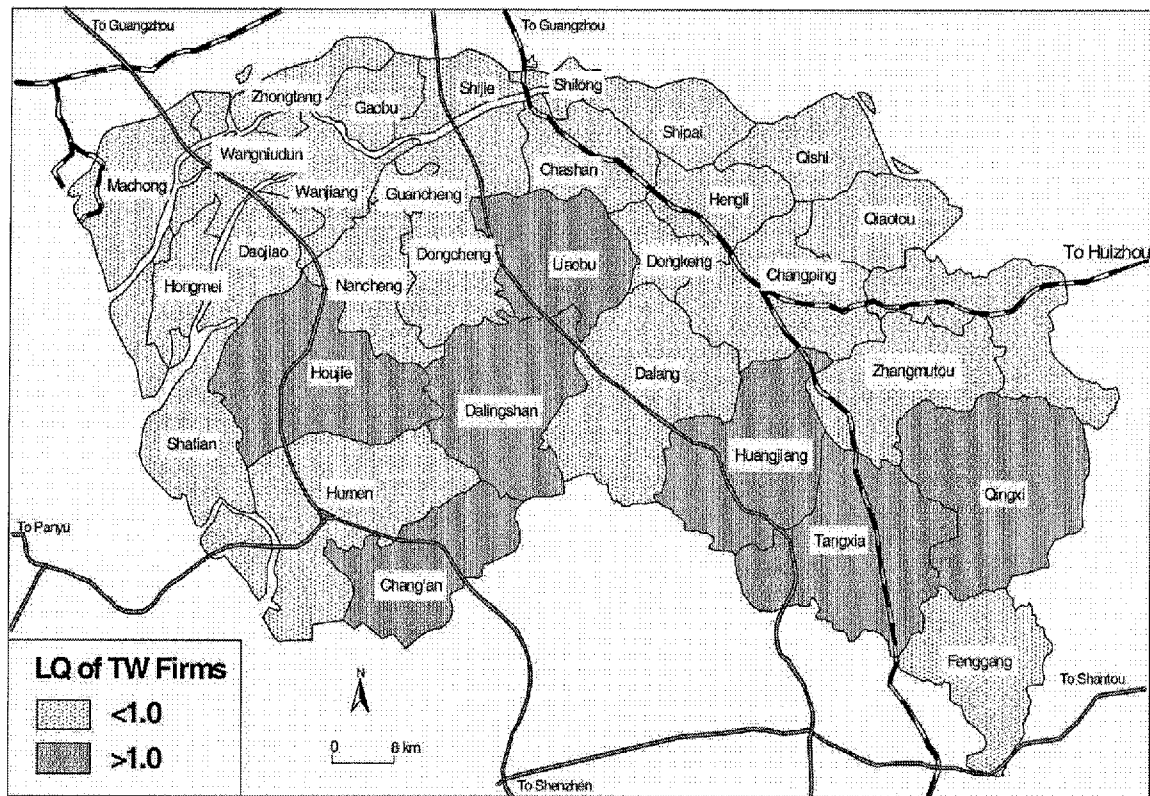 To Guangzhou
To Guangzhou
Zhongtang
Gaobu
Shijie
Shilong
Shipai
Qishi
Wangniudun
Machong
Wanjiang
Guancheng
Chashan
Hengli
Qiaotou
Daojiao
Dongcheng
Liaobu
Dongkeng
Changping
To Huizhou
Hongmei
Nancheng
Houjie
Dalang
Zhangmutou
Dalingshan
Shatian
Huangjiang
Qingxi
Humen
To Panyu
Tangxia
Chang'an
Fenggang
LQ of TW Firms
<1.0
>1.0
N
0 8 km
To Shantou
To Shenzhen